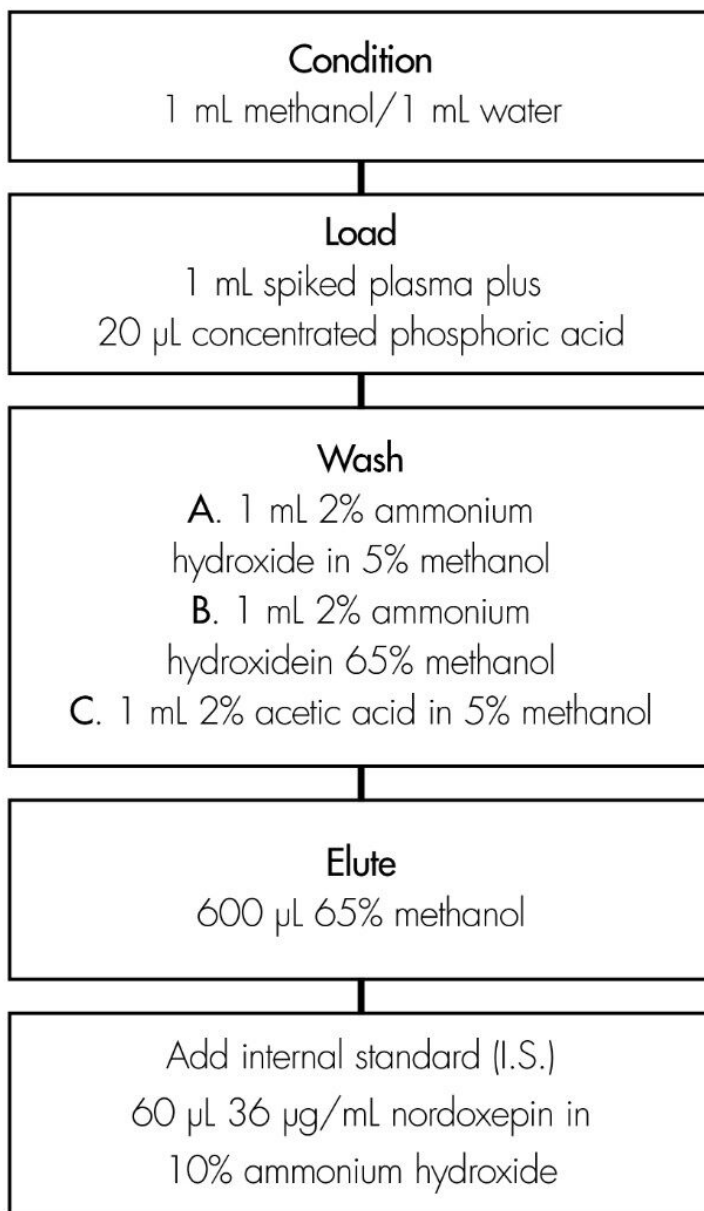 Condition
1 mL methanol/1 mL water
Load
1 mL spiked plasma plus
20 µL concentrated phosphoric acid
Wash
A. 1 mL 2% ammonium
hydroxide in 5% methanol
B. 1 mL 2% ammonium
hydroxidein 65% methanol
C. 1 mL 2% acetic acid in 5% methanol
Elute
600 µL 65% methanol
Add internal standard (I.S.)
60 µL 36 µg/mL nordoxepin in
10% ammonium hydroxide